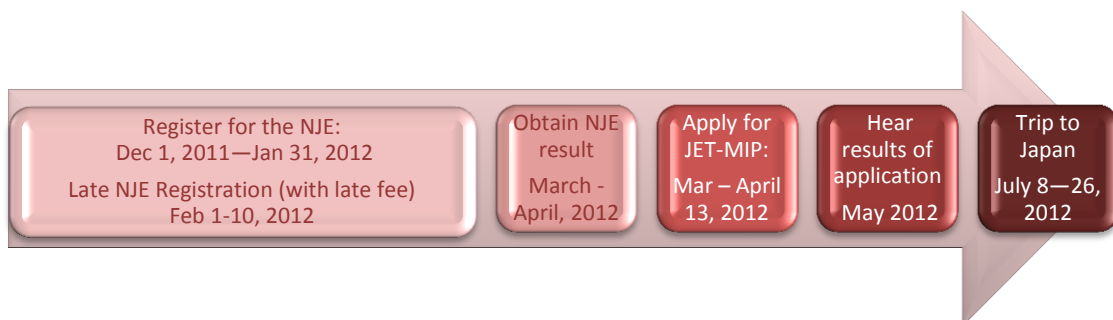 Register for the NJE:
Dec 1, 2011—Jan 31, 2012
Late NJE Registration (with late fee)
Feb 1-10, 2012
Obtain NJE
result
March -
April, 2012
Apply for
JET-MIP:
Mar – April
13, 2012
Hear
results of
application
May 2012
Trip to
Japan
July 8—26,
2012